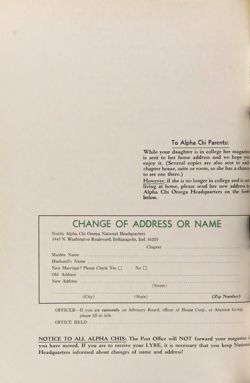 To Alpha Chi Parents:
While your daughter is in college her magazine
is sent to her home address and we hope you
enjoy it. (Several copies are also sent to each
chapter house, suite or room, so she has a chance
to see one there.)
However, if she is no longer in college and is not
living at home, please send her new address to
Alpha Chi Omega Headquarters on the form
below.
CHANGE OF ADDRESS OR NAME
Notify Alpha Chi Omega National Headquarters
3445 N. Washington Boulevard, Indianapolis, Ind. 46205
Chapter
Maiden Name
Husband's Name
New Marriage? Please Check Yes □ No □
Old Address
New Address
(Street)
(City) (State) (Zip Number)
OFFICER—If you are currently on Advisory Board, officer of House Corp., or Alumnae Group,
please fill in title
OFFICE HELD
NOTICE TO ALL ALPHA CHIS: The Post Office will NOT forward your magazine if
you have moved. If you are to receive your LYRE, it is necessary that you keep National
Headquarters informed about changes of name and address!